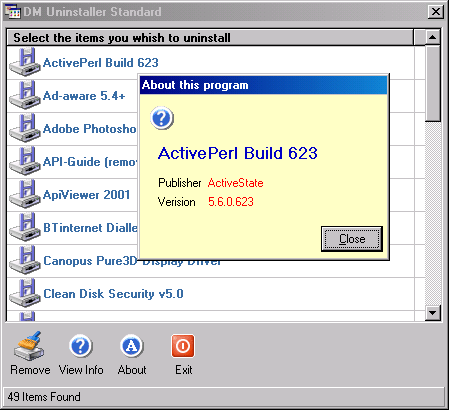 DM Uninstaller Standard
Select the items you whish to uninstall
ActivePerl Build 623
Ad-aware 5.4+
Adobe Photosho
API-Guide (remov
ApiViewer 2001
BTinternet Dialle
Canopus Pure3D Display Driver
Clean Disk Security v5.0
About this program
ActivePerl Build 623
Publisher ActiveState
Verision 5.6.0.623
Close
Remove
View Info
About
Exit
49 Items Found